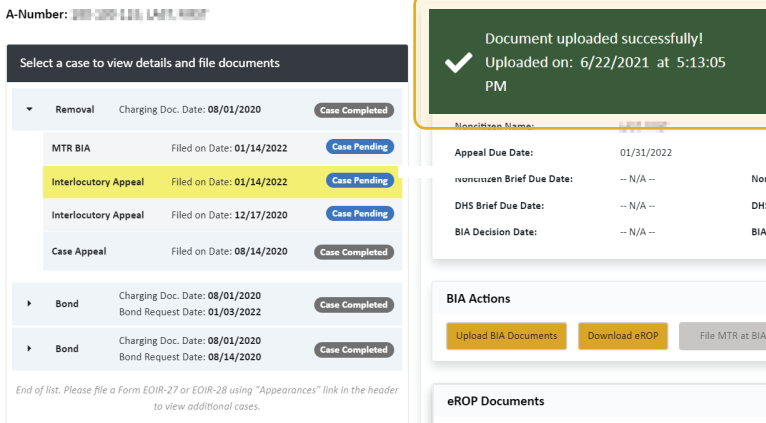 A-Number:
Select a case to view details and file documents
Removal Charging Doc. Date: 08/01/2020 Case Completed
MTR BIA Filed on Date: 01/14/2022 Case Pending
Interlocutory Appeal Filed on Date: 01/14/2022 Case Pending
Interlocutory Appeal Filed on Date: 12/17/2020 Case Pending
Case Appeal Filed on Date: 08/14/2020 Case Completed
Bond Charging Doc. Date: 08/01/2020
Bond Request Date: 01/03/2022 Case Completed
Bond Charging Doc. Date: 08/01/2020
Bond Request Date: 08/14/2020 Case Completed
End of list. Please file a Form EOIR-27 or EOIR-28 using "Appearances" link in the header
to view additional cases.
Document uploaded successfully!
Uploaded on: 6/22/2021 at 5:13:05
PM
Noncitizen Name:
Appeal Due Date: 01/31/2022
Noncitizen Brief Due Date: -- N/A --
DHS Brief Due Date: -- N/A --
BIA Decision Date: -- N/A -- BIA
BIA Actions
Upload BIA Documents Download eROP File MTR at BIA
eROP Documents